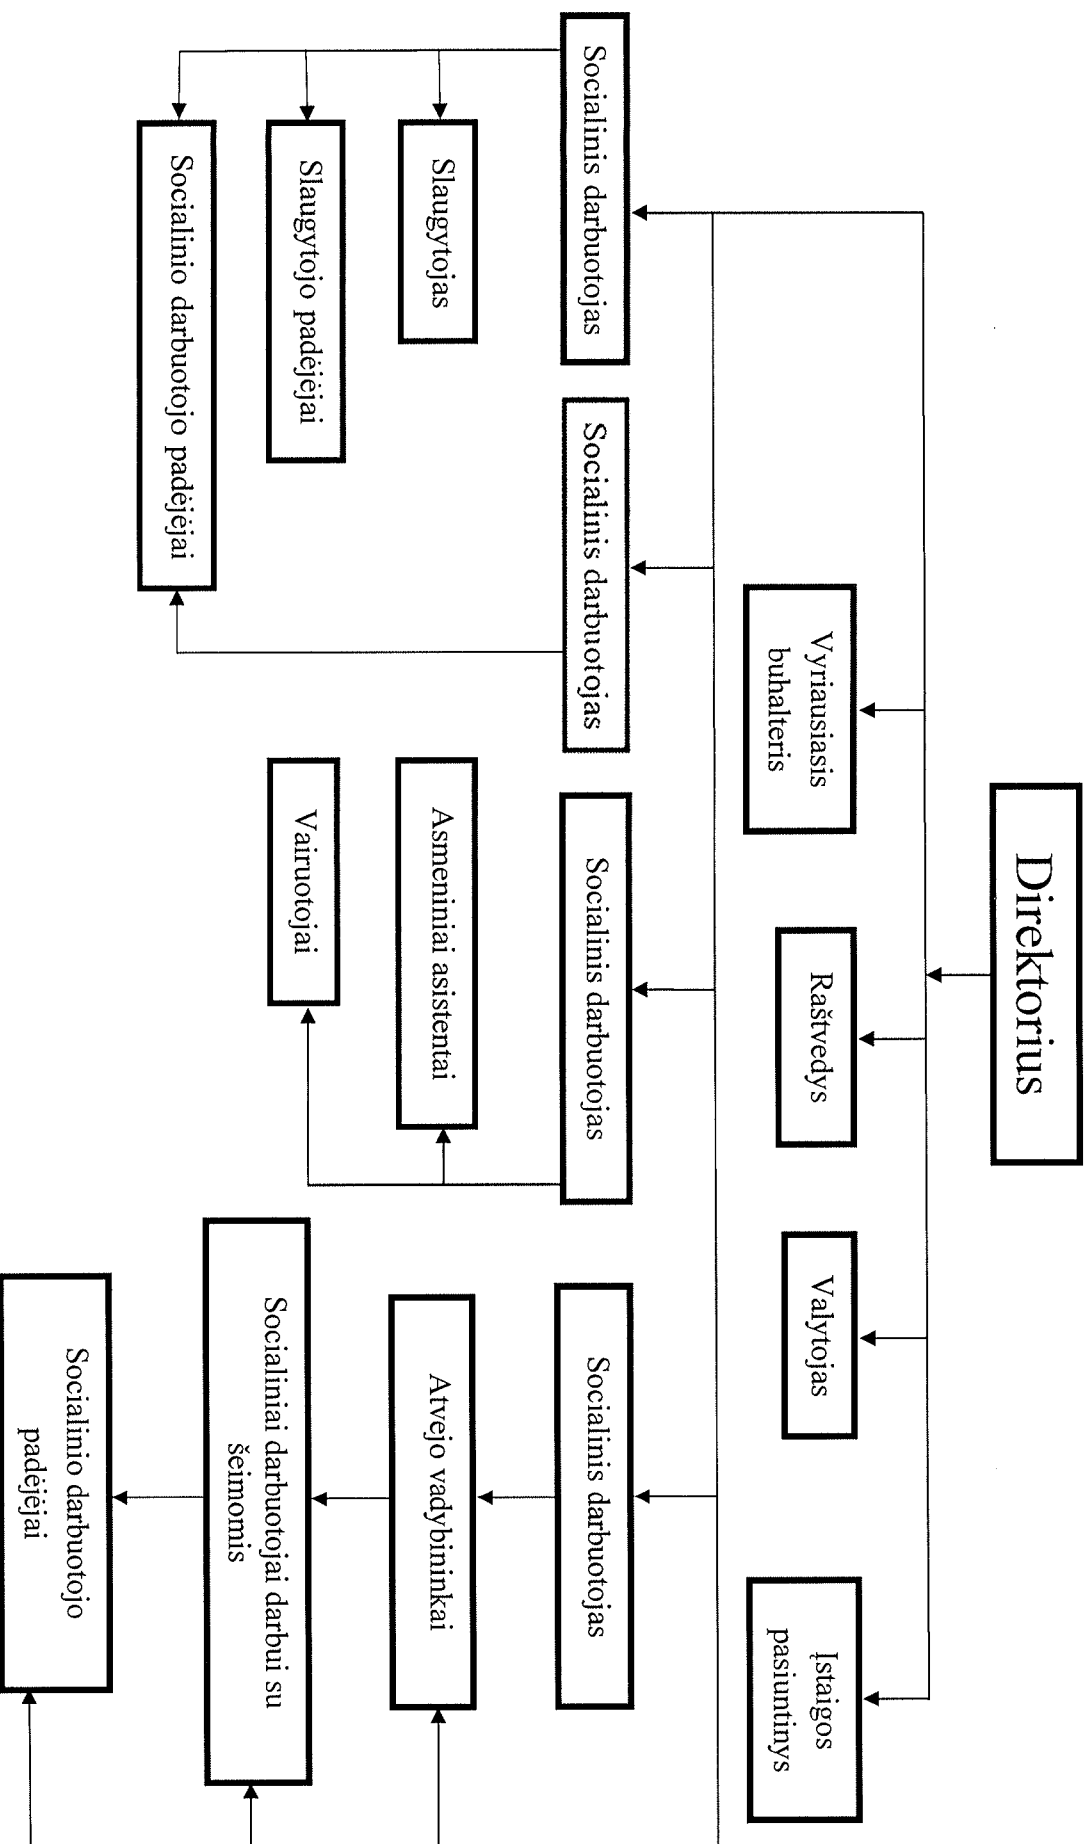 Direktorius
Vyriausiasis
buhalteris
Raštvedys
Valytojas
Įstaigos
pasiuntinys
Socialinis darbuotojas
Socialinis darbuotojas
Socialinis darbuotojas
Socialinis darbuotojas
Slaugytojas
Asmeniniai asistentai
Atvejo vadybininkai
Slaugytojo padėjėjai
Vairuotojai
Socialiniai darbuotojai darbui su
šeimomis
Socialinio darbuotojo padėjėjai
Socialinio darbuotojo
padėjėjai